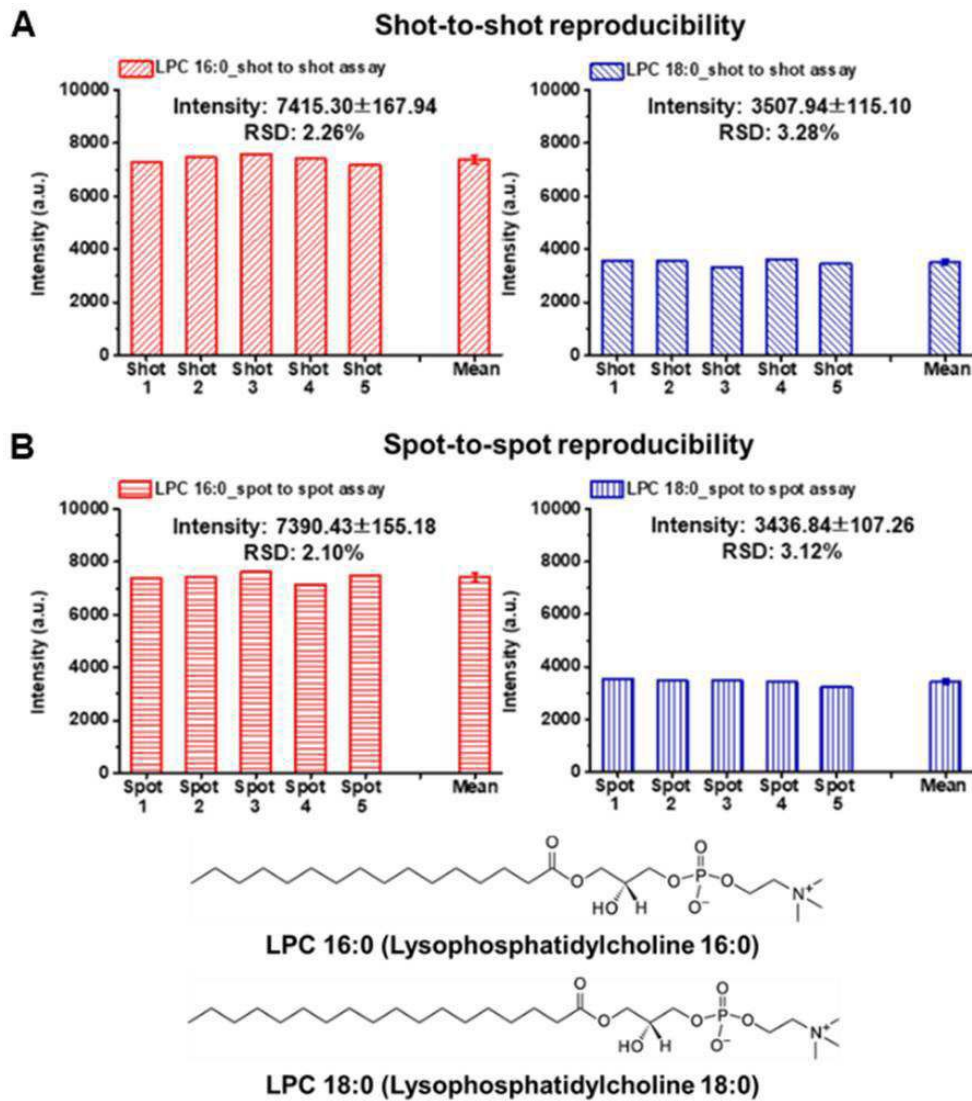 A
Shot-to-shot reproducibility
LPC 16:0_shot to shot assay
Intensity: 7415.30±167.94
RSD: 2.26%
Intensity (a.u.)
10000
8000
6000
4000
2000
0
Shot 1
Shot 2
Shot 3
Shot 4
Shot 5
Mean
LPC 18:0_shot to shot assay
Intensity: 3507.94±115.10
RSD: 3.28%
Intensity (a.u.)
10000
8000
6000
4000
2000
0
Shot 1
Shot 2
Shot 3
Shot 4
Shot 5
Mean
B
Spot-to-spot reproducibility
LPC 16:0_spot to spot assay
Intensity: 7390.43±155.18
RSD: 2.10%
Intensity (a.u.)
10000
8000
6000
4000
2000
0
Spot 1
Spot 2
Spot 3
Spot 4
Spot 5
Mean
LPC 18:0_spot to spot assay
Intensity: 3436.84±107.26
RSD: 3.12%
Intensity (a.u.)
10000
8000
6000
4000
2000
0
Spot 1
Spot 2
Spot 3
Spot 4
Spot 5
Mean
O
O
HO
H
O
P
O
O⁻
O
N⁺
LPC 16:0 (Lysophosphatidylcholine 16:0)
O
O
HO
H
O
P
O
O⁻
O
N⁺
LPC 18:0 (Lysophosphatidylcholine 18:0)